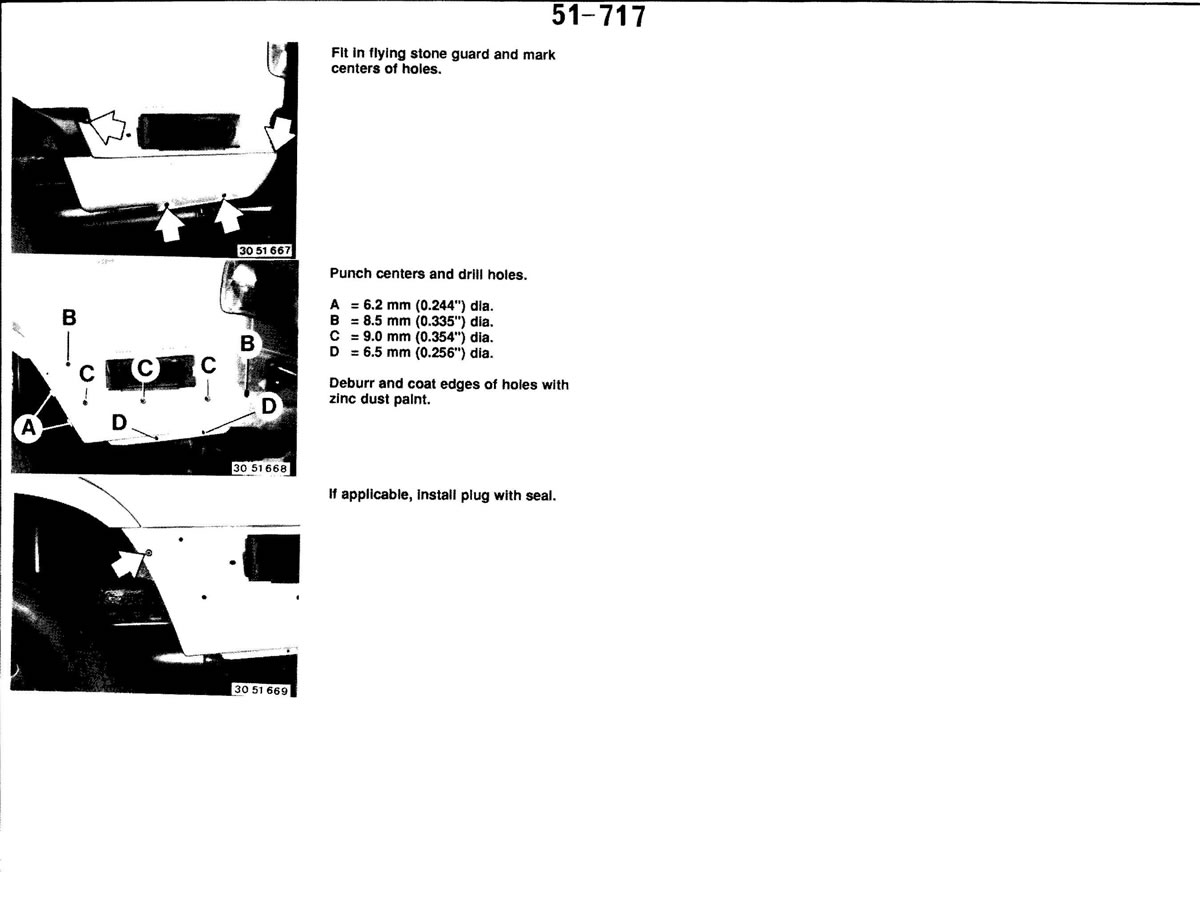 51-717
Fit in flying stone guard and mark
centers of holes.
30 51 667
Punch centers and drill holes.
A = 6.2 mm (0.244") dia.
B = 8.5 mm (0.335") dia.
C = 9.0 mm (0.354") dia.
D = 6.5 mm (0.256") dia.
Deburr and coat edges of holes with
zinc dust paint.
B
B
C
C
C
A
D
D
30 51 668
If applicable, install plug with seal.
30 51 669